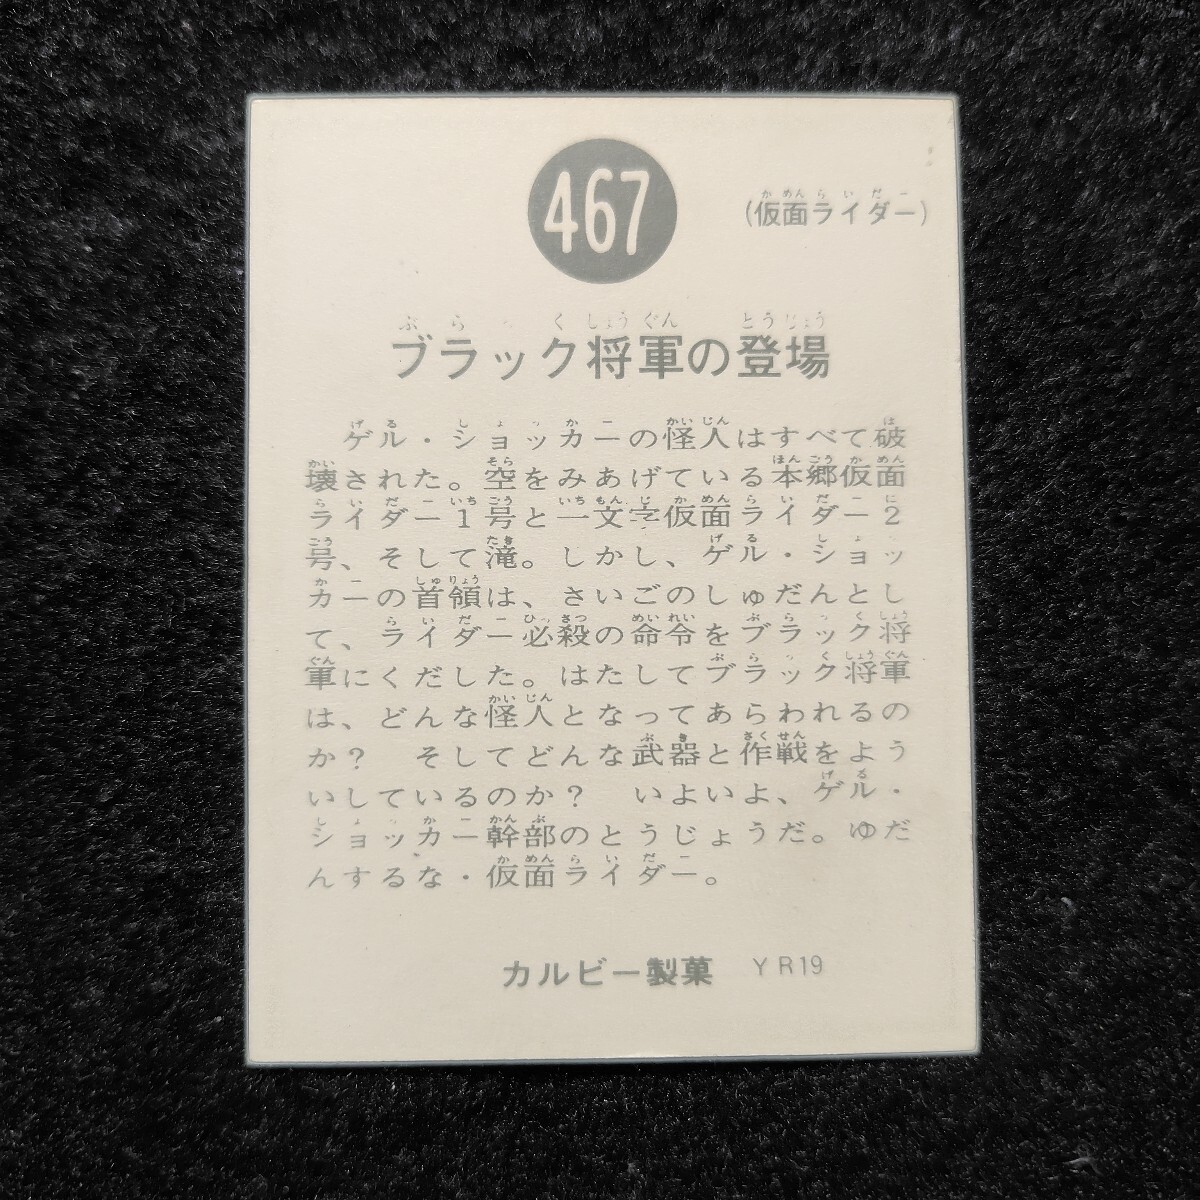 467
(仮面ライダー)
ブラック将軍の登場
ゲル・ショッカーの怪人はすべて破
壊された。空をみあげている本郷仮面
ライダー1号と一文字仮面ライダー2
号、そして滝。しかし、ゲル・ショッ
カーの首領は、さいごのしゅだんとし
て、ライダー必殺の命令をブラック将
軍にくだした。はたしてブラック将軍
は、どんな怪人となってあらわれるの
か？　そしてどんな武器と作戦をよう
いしているのか？　いよいよ、ゲル・
ショッカー幹部のとうじょうだ。ゆだ
んするな・仮面ライダー。
カルビー製菓 YR19